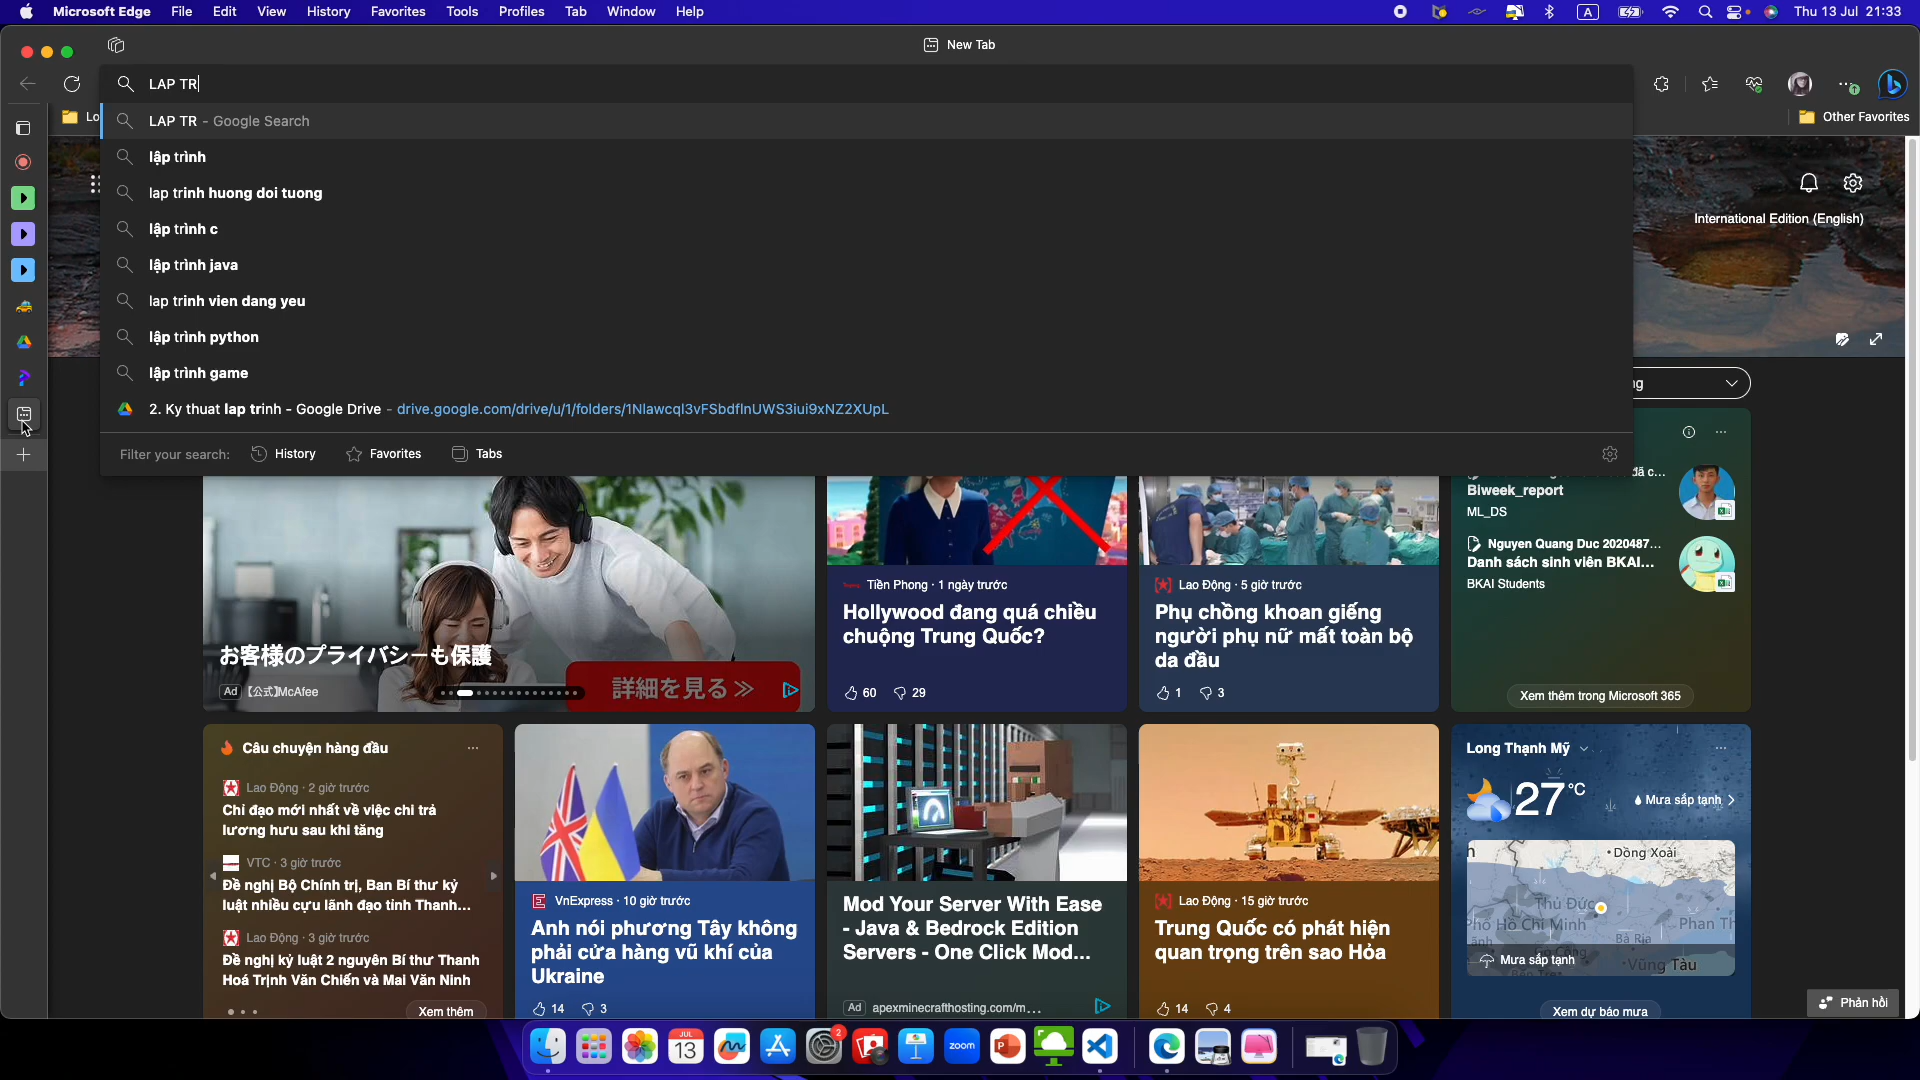 Microsoft Edge File Edit View History Favorites Tools Profiles Tab Window Help A Thu 13 Jul 21:33
New Tab
LAP TR
Lo
Other Favorites
LAP TR - Google Search
lập trình
lap trinh huong doi tuong
lập trình c
lập trình java
lap trinh vien dang yeu
lập trình python
lập trình game
2. Ky thuat lap trinh - Google Drive - drive.google.com/drive/u/1/folders/1NlawcqI3vFSbdfInUWS3iui9xNZ2XUpL
Filter your search: History Favorites Tabs
International Edition (English)
ng
お客様のプライバシーも保護
Ad 【公式】McAfee
詳細を見る
Tiền Phong · 1 ngày trước
Hollywood đang quá chiều
chuộng Trung Quốc?
60 29
Lao Động · 5 giờ trước
Phụ chồng khoan giếng
người phụ nữ mất toàn bộ
da đầu
1 3
đã c...
Biweek_report
ML_DS
Nguyen Quang Duc 2020487...
Danh sách sinh viên BKAI...
BKAI Students
Xem thêm trong Microsoft 365
Câu chuyện hàng đầu
Lao Động · 2 giờ trước
Chỉ đạo mới nhất về việc chi trả
lương hưu sau khi tăng
VTC · 3 giờ trước
Đề nghị Bộ Chính trị, Ban Bí thư kỷ
luật nhiều cựu lãnh đạo tỉnh Thanh...
Lao Động · 3 giờ trước
Đề nghị kỷ luật 2 nguyên Bí thư Thanh
Hoá Trịnh Văn Chiến và Mai Văn Ninh
Xem thêm
VnExpress · 10 giờ trước
Anh nói phương Tây không
phải cửa hàng vũ khí của
Ukraine
14 3
Mod Your Server With Ease
- Java & Bedrock Edition
Servers - One Click Mod...
Ad apexminecrafthosting.com/m...
Lao Động · 15 giờ trước
Trung Quốc có phát hiện
quan trọng trên sao Hỏa
14 4
Long Thạnh Mỹ
27°C
Mưa sắp tạnh
Đồng Xoài
Thủ Đức
Phố Hồ Chí Minh
Phan Th
Bà Rịa
Vũng Tàu
Mưa sắp tạnh
Xem dự báo mưa
Phản hồi
JUL
13
2
zoom